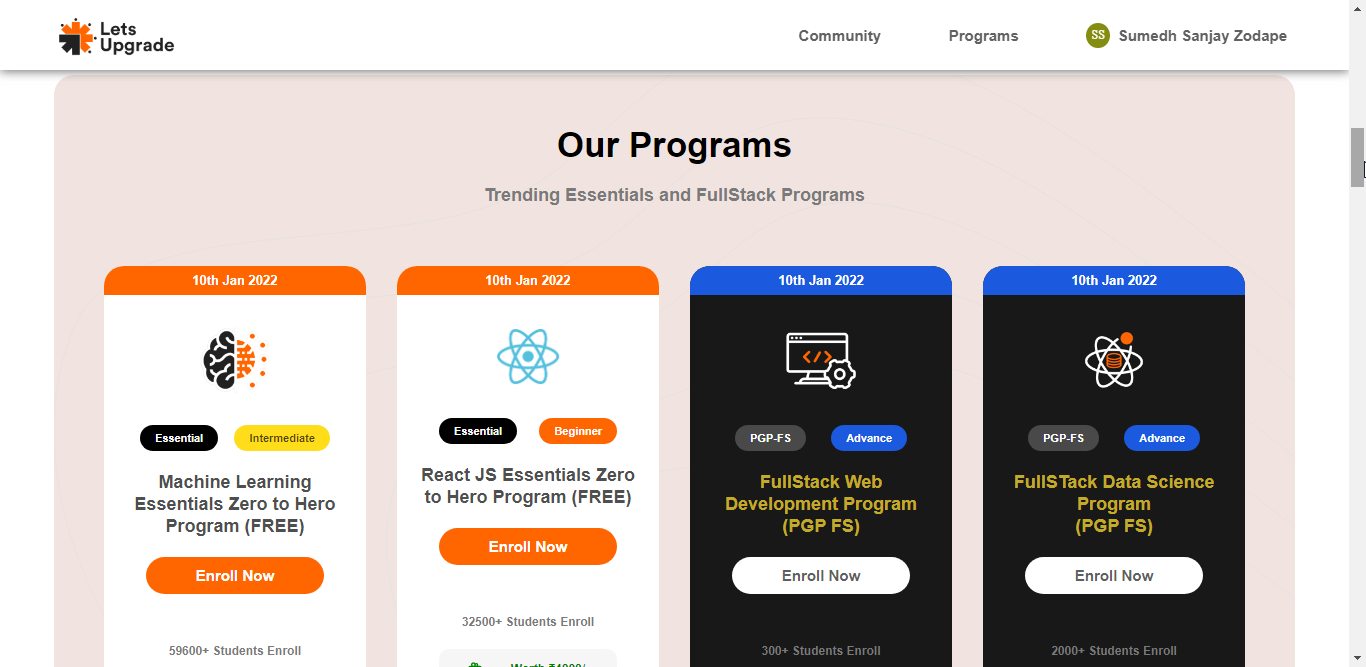 Lets
Upgrade
Community
Programs
SS
Sumedh Sanjay Zodape
Our Programs
Trending Essentials and FullStack Programs
10th Jan 2022
Essential
Intermediate
Machine Learning
Essentials Zero to Hero
Program (FREE)
Enroll Now
59600+ Students Enroll
10th Jan 2022
Essential
Beginner
React JS Essentials Zero
to Hero Program (FREE)
Enroll Now
32500+ Students Enroll
10th Jan 2022
</>
PGP-FS
Advance
FullStack Web
Development Program
(PGP FS)
Enroll Now
300+ Students Enroll
10th Jan 2022
PGP-FS
Advance
FullSTack Data Science
Program
(PGP FS)
Enroll Now
2000+ Students Enroll